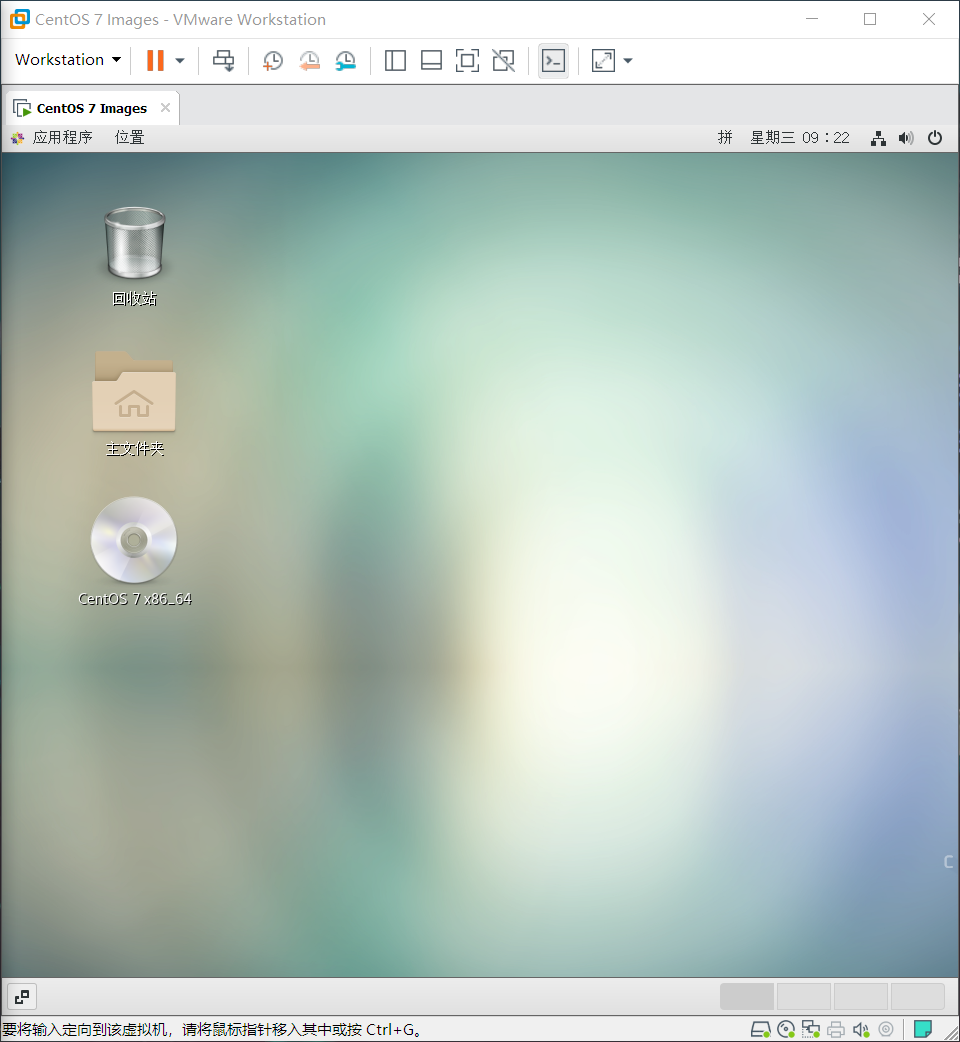 CentOS 7 Images - VMware Workstation
Workstation
CentOS 7 Images
应用程序 位置 拼 星期三 09：22
回收站
主文件夹
CentOS 7 x86_64
C
要将输入定向到该虚拟机，请将鼠标指针移入其中或按 Ctrl+G。